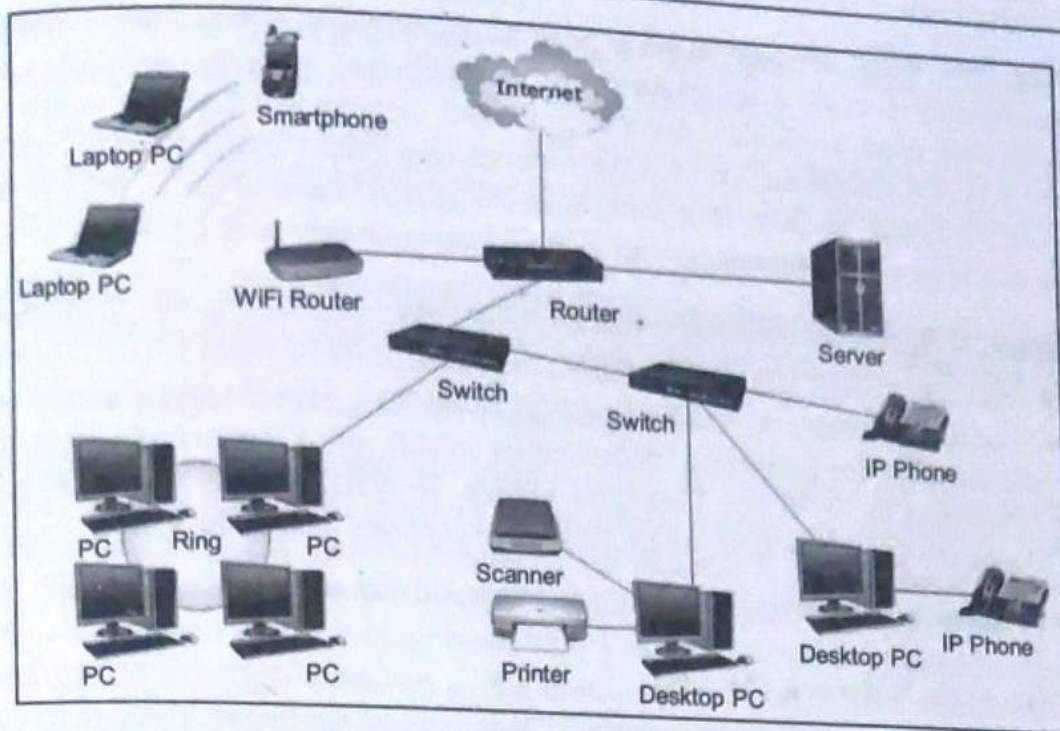 Internet
Smartphone
Laptop PC
Laptop PC
WiFi Router
Router
Server
Switch
Switch
IP Phone
PC
Ring
PC
Scanner
PC
PC
Printer
Desktop PC
Desktop PC
IP Phone